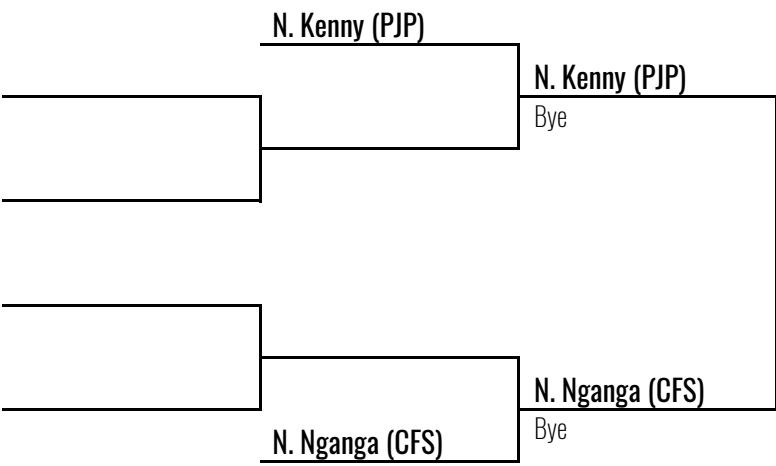 N. Kenny (PJP)
N. Kenny (PJP)
Bye
N. Nganga (CFS)
Bye
N. Nganga (CFS)